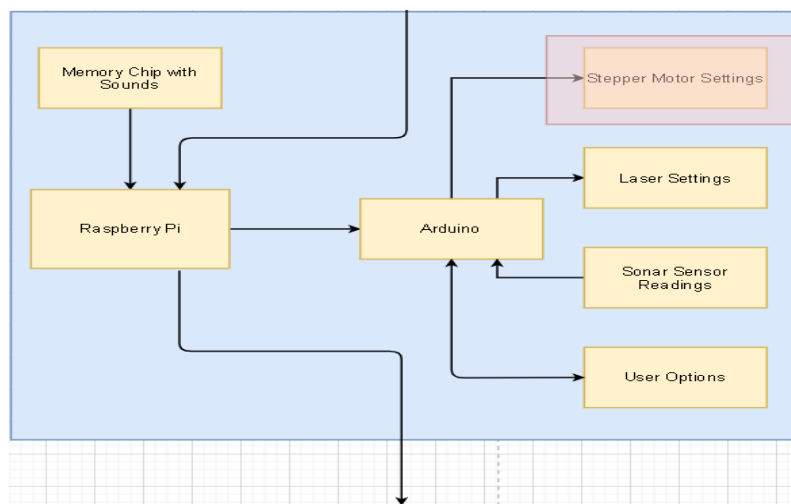 Memory Chip with
Sounds
Stepper Motor Settings
Laser Settings
Raspberry Pi
Arduino
Sonar Sensor
Readings
User Options